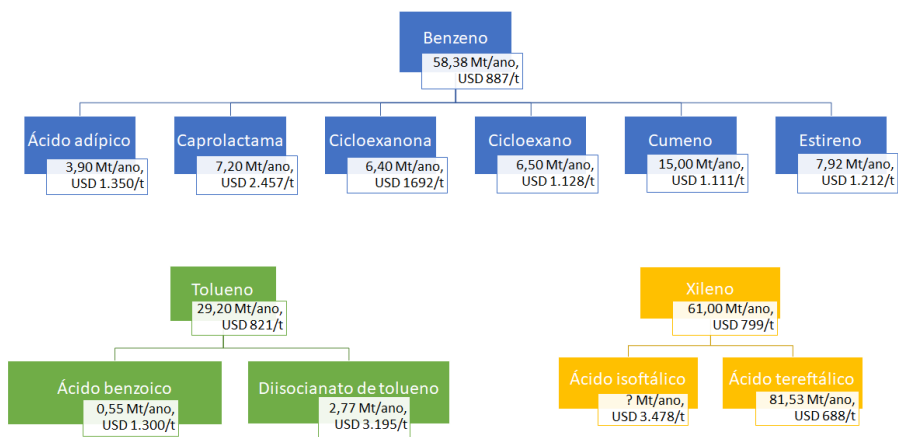 Benzeno
58,38 Mt/ano,
USD 887/t
Ácido adípico
3,90 Mt/ano,
USD 1.350/t
Caprolactama
7,20 Mt/ano,
USD 2.457/t
Cicloexanona
6,40 Mt/ano,
USD 1692/t
Cicloexano
6,50 Mt/ano,
USD 1.128/t
Cumeno
15,00 Mt/ano,
USD 1.111/t
Estireno
7,92 Mt/ano,
USD 1.212/t
Tolueno
29,20 Mt/ano,
USD 821/t
Ácido benzoico
0,55 Mt/ano,
USD 1.300/t
Diisocianato de tolueno
2,77 Mt/ano,
USD 3.195/t
Xileno
61,00 Mt/ano,
USD 799/t
Ácido isoftálico
? Mt/ano,
USD 3.478/t
Ácido tereftálico
81,53 Mt/ano,
USD 688/t